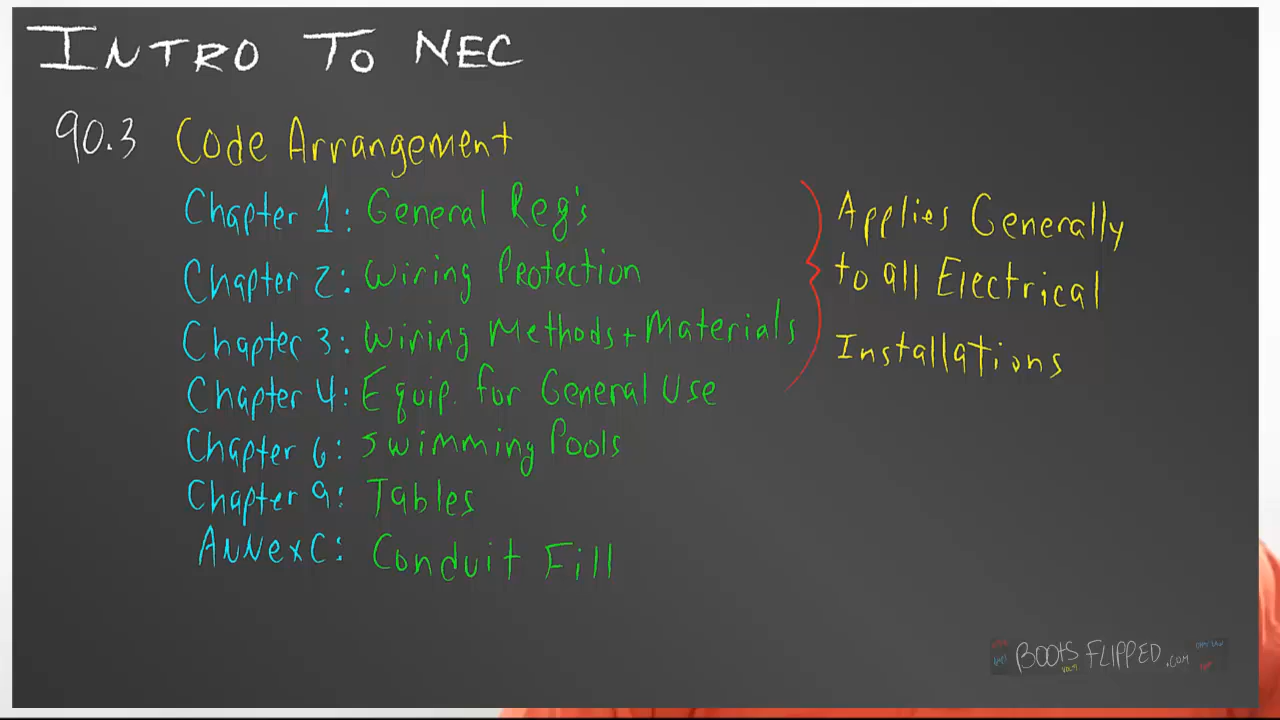 INTRO TO NEC
90.3 Code Arrangement
Chapter 1: General Reg's
Chapter 2: Wiring Protection
Chapter 3: Wiring Methods + Materials
Chapter 4: Equip. for General Use
Chapter 6: Swimming Pools
Chapter 9: Tables
Annex C: Conduit Fill
Applies Generally
to all Electrical
Installations
BOOTS FLIPPED.COM